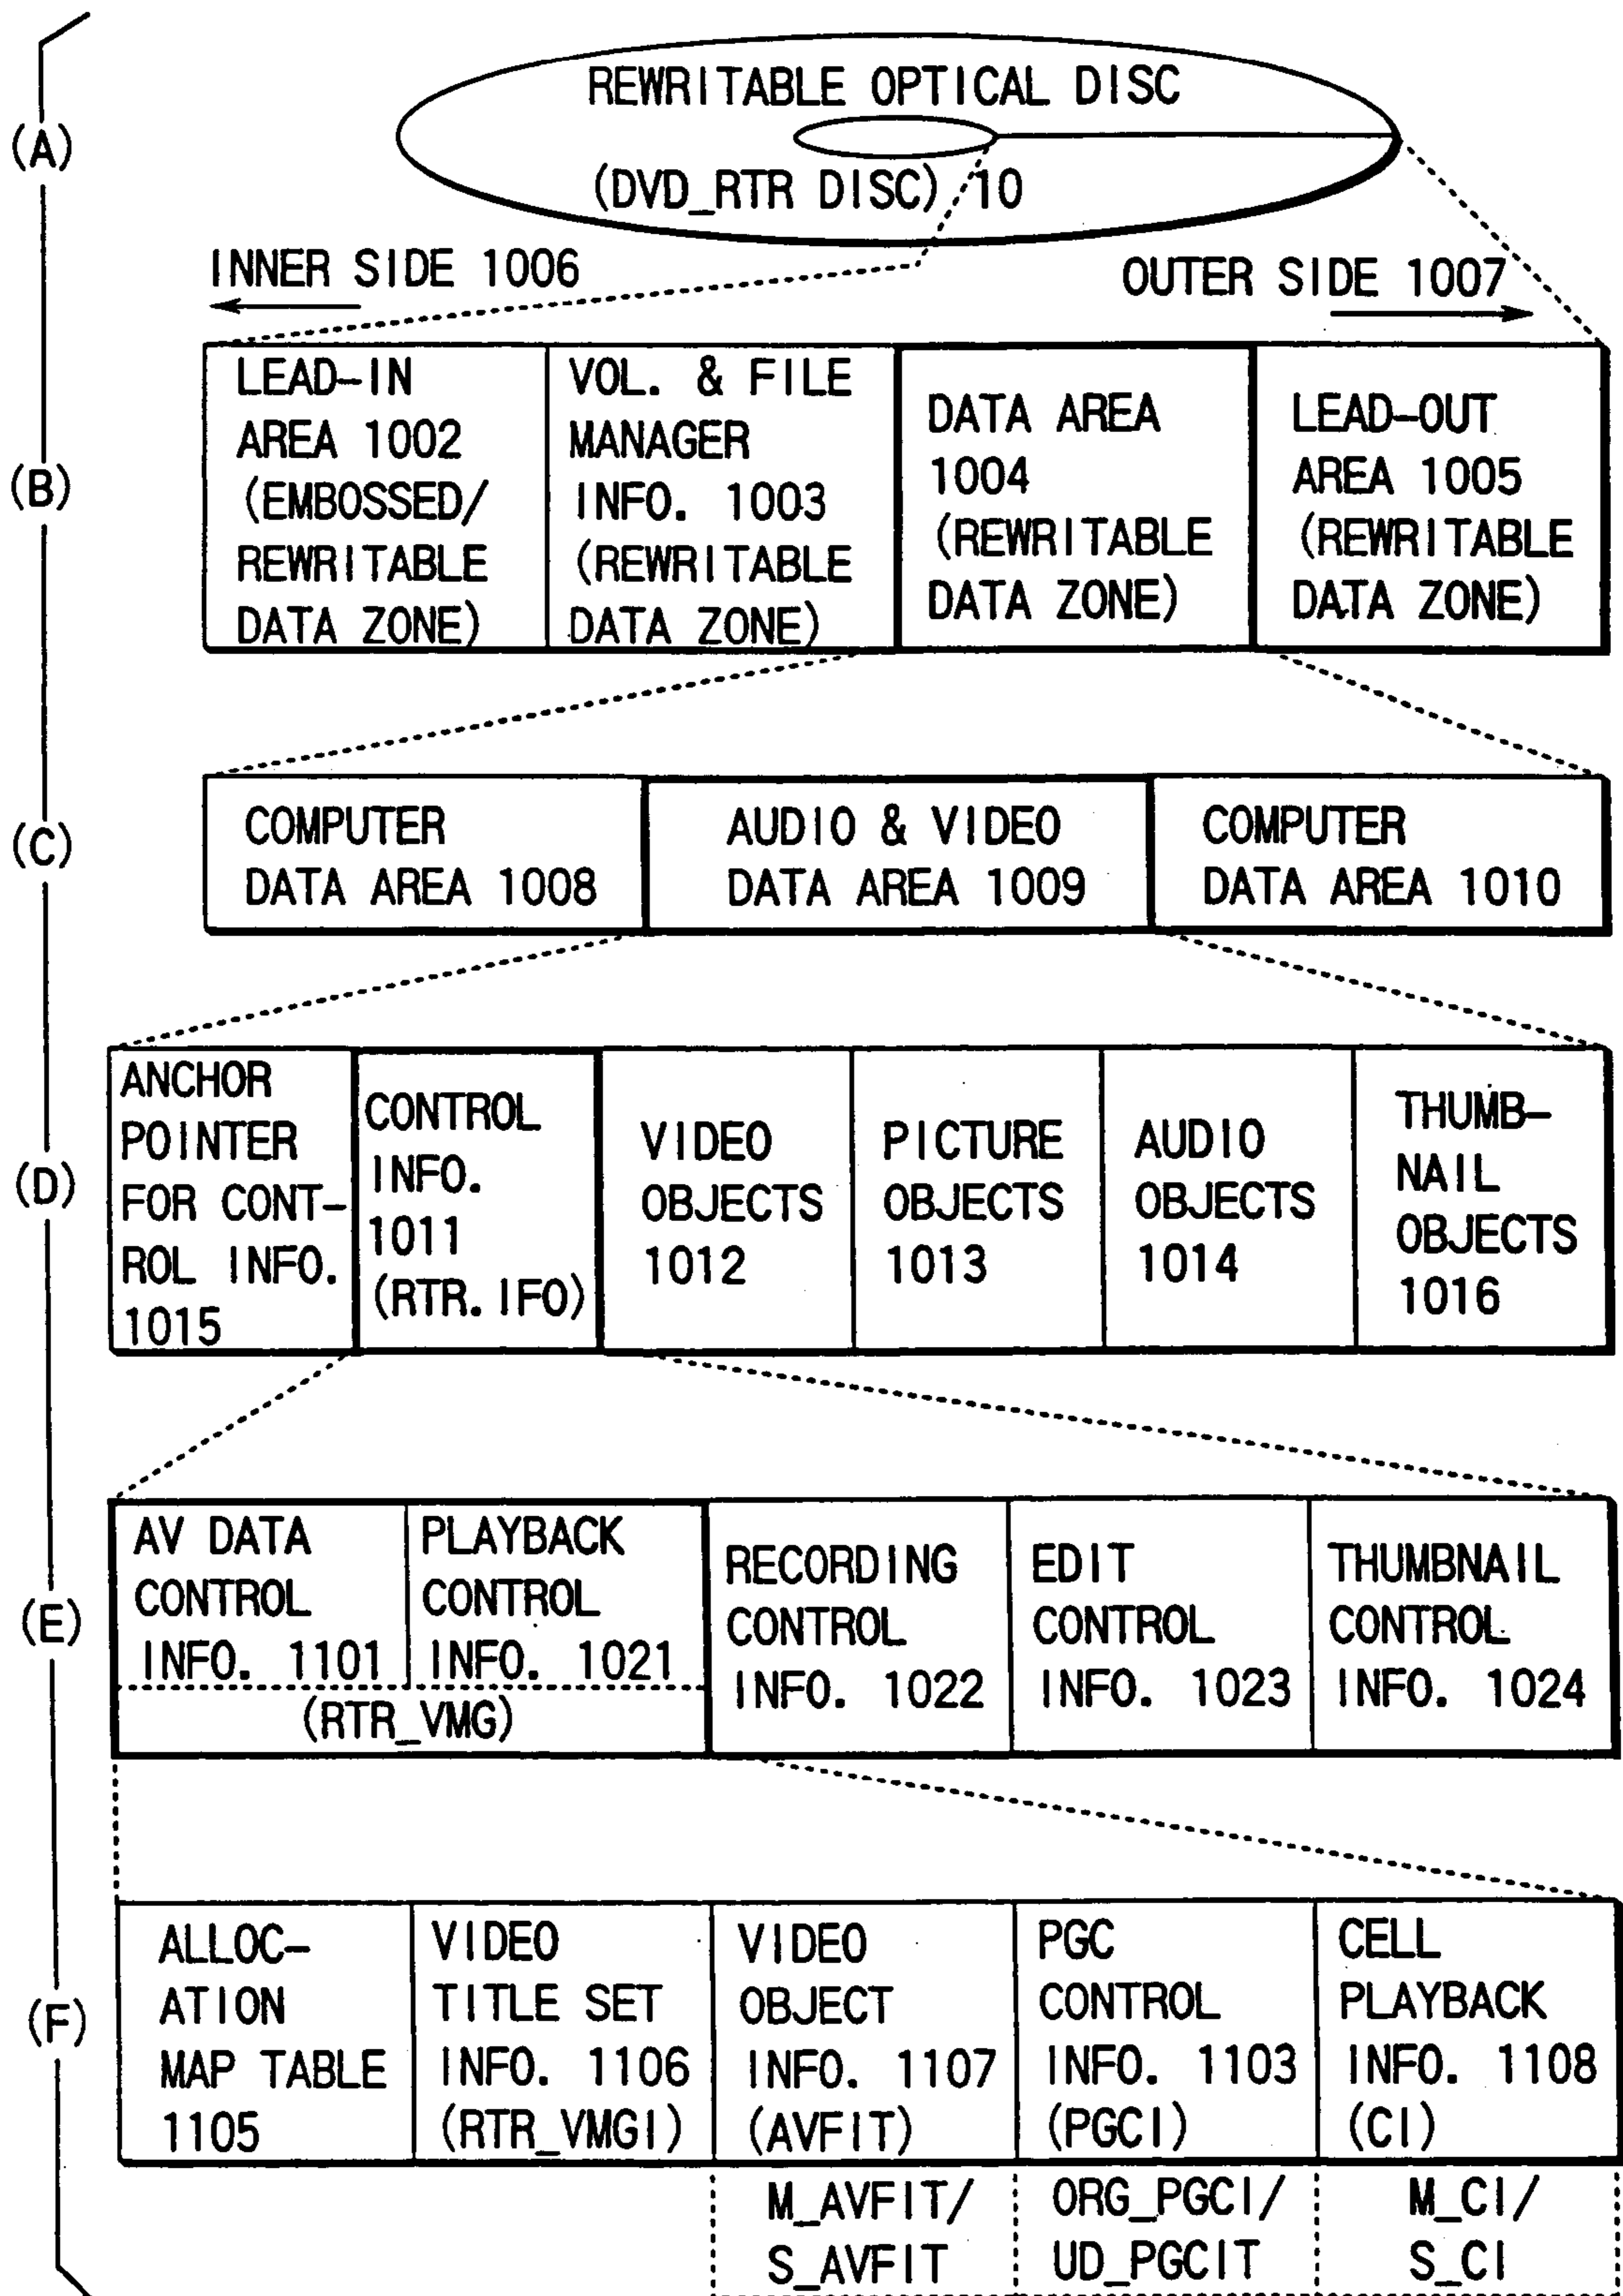 (A)
REWRITABLE OPTICAL DISC
(DVD_RTR DISC) 10
INNER SIDE 1006
OUTER SIDE 1007
(B)
LEAD-IN
AREA 1002
(EMBOSSED/
REWRITABLE
DATA ZONE)
VOL. & FILE
MANAGER
INFO. 1003
(REWRITABLE
DATA ZONE)
DATA AREA
1004
(REWRITABLE
DATA ZONE)
LEAD-OUT
AREA 1005
(REWRITABLE
DATA ZONE)
(C)
COMPUTER
DATA AREA 1008
AUDIO & VIDEO
DATA AREA 1009
COMPUTER
DATA AREA 1010
(D)
ANCHOR
POINTER
FOR CONT-
ROL INFO.
1015
CONTROL
INFO.
1011
(RTR.IFO)
VIDEO
OBJECTS
1012
PICTURE
OBJECTS
1013
AUDIO
OBJECTS
1014
THUMB-
NAIL
OBJECTS
1016
(E)
AV DATA
CONTROL
INFO. 1101
PLAYBACK
CONTROL
INFO. 1021
(RTR_VMG)
RECORDING
CONTROL
INFO. 1022
EDIT
CONTROL
INFO. 1023
THUMBNAIL
CONTROL
INFO. 1024
(F)
ALLOC-
ATION
MAP TABLE
1105
VIDEO
TITLE SET
INFO. 1106
(RTR_VMGI)
VIDEO
OBJECT
INFO. 1107
(AVFIT)
PGC
CONTROL
INFO. 1103
(PGCI)
CELL
PLAYBACK
INFO. 1108
(CI)
M_AVFIT/
S_AVFIT
ORG_PGCI/
UD_PGCIT
M_CI/
S_CI